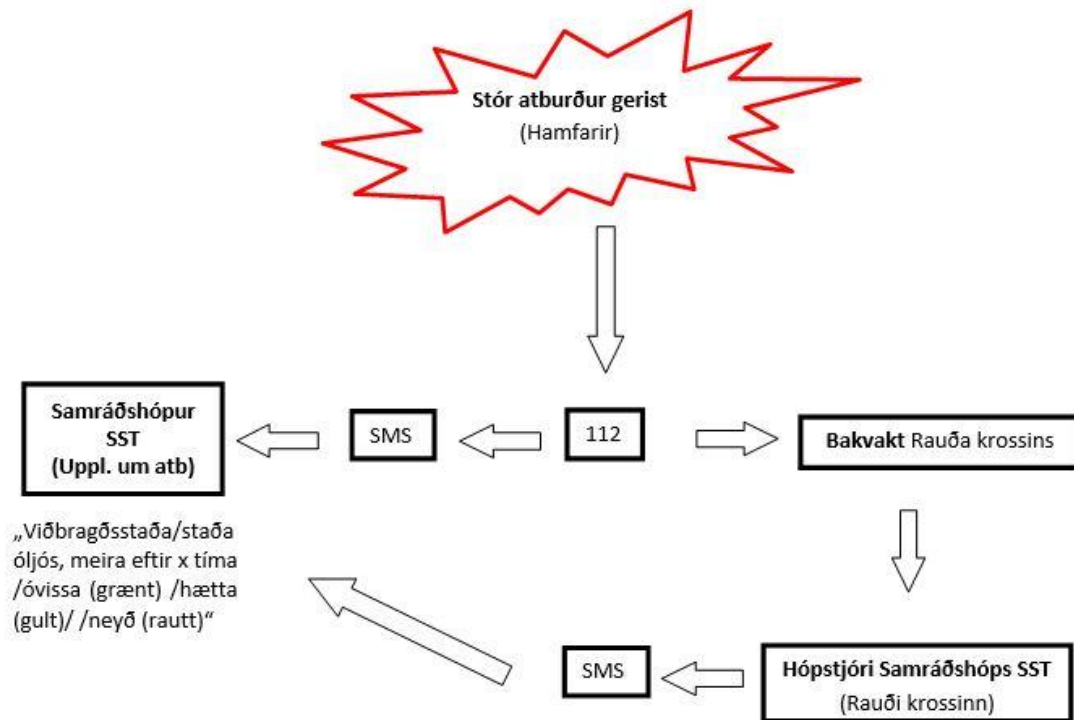 Stór atburður gerist
(Hamfarir)
Samráðshópur
SST
(Uppl. um atb)
SMS
112
Bakvakt Rauða krossins
„Viðbragðsstaða/staða
óljós, meira eftir x tíma
/óvissa (grænt) /hætta
(gult)/ /neyð (rautt)“
SMS
Hópstjóri Samráðshóps SST
(Rauði krossinn)